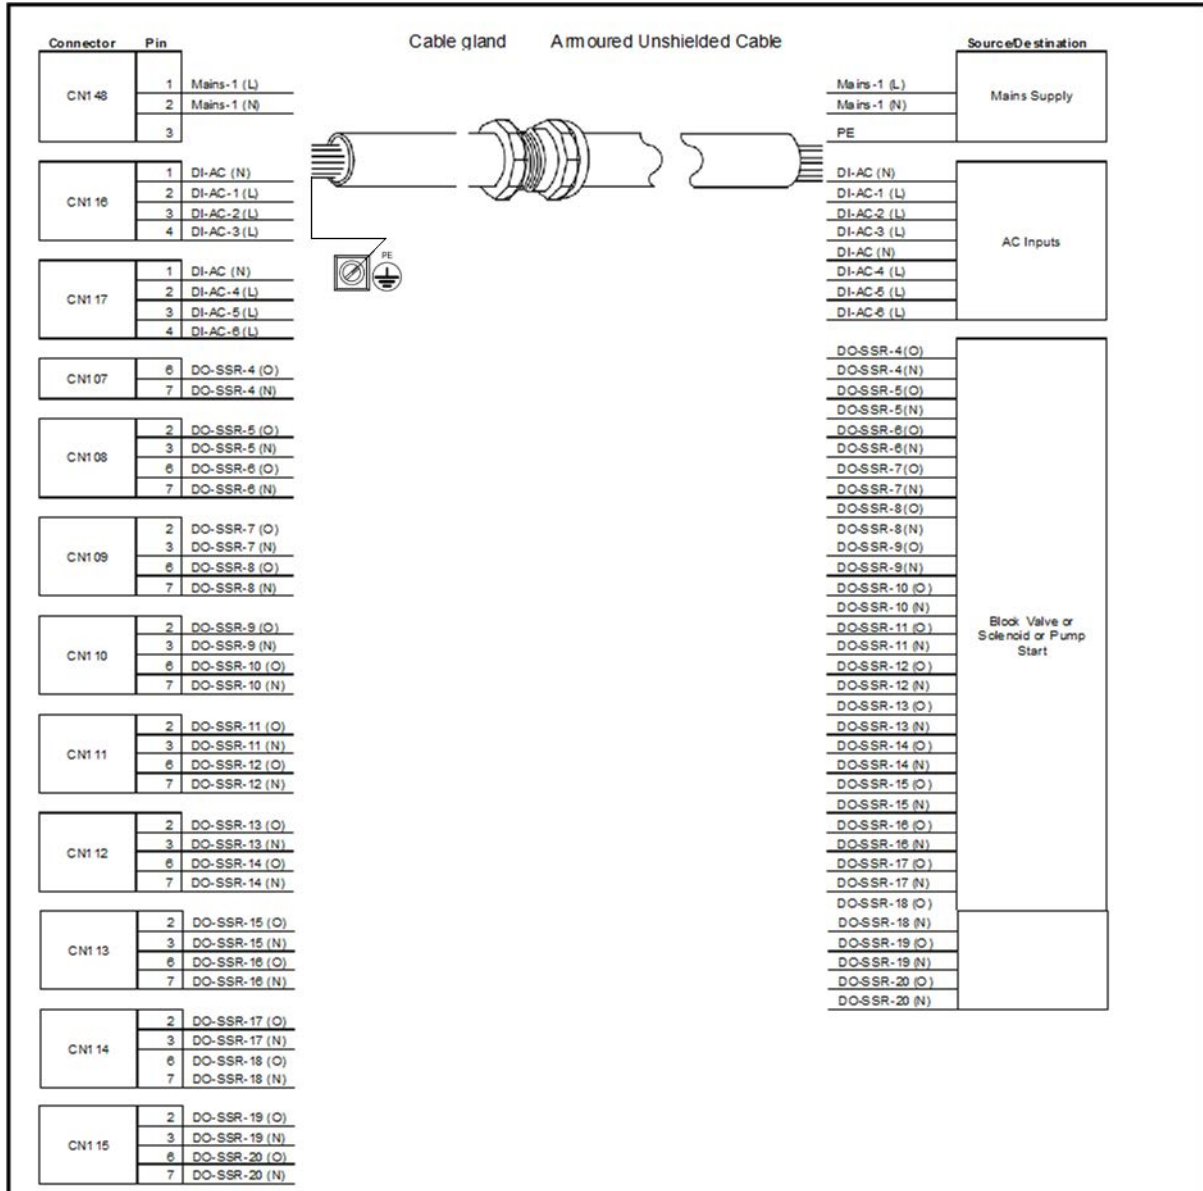 Cable gland Armoured Unshielded Cable
Connector Pin Source/Destination
CN148
1 Mains-1 (L)
2 Mains-1 (N)
3
CN116
1 DI-AC (N)
2 DI-AC-1 (L)
3 DI-AC-2 (L)
4 DI-AC-3 (L)
CN117
1 DI-AC (N)
2 DI-AC-4 (L)
3 DI-AC-5 (L)
4 DI-AC-6 (L)
CN107
6 DO-SSR-4 (O)
7 DO-SSR-4 (N)
CN108
2 DO-SSR-5 (O)
3 DO-SSR-5 (N)
6 DO-SSR-6 (O)
7 DO-SSR-6 (N)
CN109
2 DO-SSR-7 (O)
3 DO-SSR-7 (N)
6 DO-SSR-8 (O)
7 DO-SSR-8 (N)
CN110
2 DO-SSR-9 (O)
3 DO-SSR-9 (N)
6 DO-SSR-10 (O)
7 DO-SSR-10 (N)
CN111
2 DO-SSR-11 (O)
3 DO-SSR-11 (N)
6 DO-SSR-12 (O)
7 DO-SSR-12 (N)
CN112
2 DO-SSR-13 (O)
3 DO-SSR-13 (N)
6 DO-SSR-14 (O)
7 DO-SSR-14 (N)
CN113
2 DO-SSR-15 (O)
3 DO-SSR-15 (N)
6 DO-SSR-16 (O)
7 DO-SSR-16 (N)
CN114
2 DO-SSR-17 (O)
3 DO-SSR-17 (N)
6 DO-SSR-18 (O)
7 DO-SSR-18 (N)
CN115
2 DO-SSR-19 (O)
3 DO-SSR-19 (N)
6 DO-SSR-20 (O)
7 DO-SSR-20 (N)
PE
Mains-1 (L)
Mains-1 (N)
PE
Mains Supply
DI-AC (N)
DI-AC-1 (L)
DI-AC-2 (L)
DI-AC-3 (L)
DI-AC (N)
DI-AC-4 (L)
DI-AC-5 (L)
DI-AC-6 (L)
AC Inputs
DO-SSR-4(O)
DO-SSR-4(N)
DO-SSR-5(O)
DO-SSR-5(N)
DO-SSR-6(O)
DO-SSR-6(N)
DO-SSR-7(O)
DO-SSR-7(N)
DO-SSR-8(O)
DO-SSR-8(N)
DO-SSR-9(O)
DO-SSR-9(N)
DO-SSR-10 (O)
DO-SSR-10 (N)
DO-SSR-11 (O)
DO-SSR-11 (N)
DO-SSR-12 (O)
DO-SSR-12 (N)
DO-SSR-13 (O)
DO-SSR-13 (N)
DO-SSR-14 (O)
DO-SSR-14 (N)
DO-SSR-15 (O)
DO-SSR-15 (N)
DO-SSR-16 (O)
DO-SSR-16 (N)
DO-SSR-17 (O)
DO-SSR-17 (N)
DO-SSR-18 (O)
DO-SSR-18 (N)
DO-SSR-19 (O)
DO-SSR-19 (N)
DO-SSR-20 (O)
DO-SSR-20 (N)
Block Valve or
Solenoid or Pump
Start